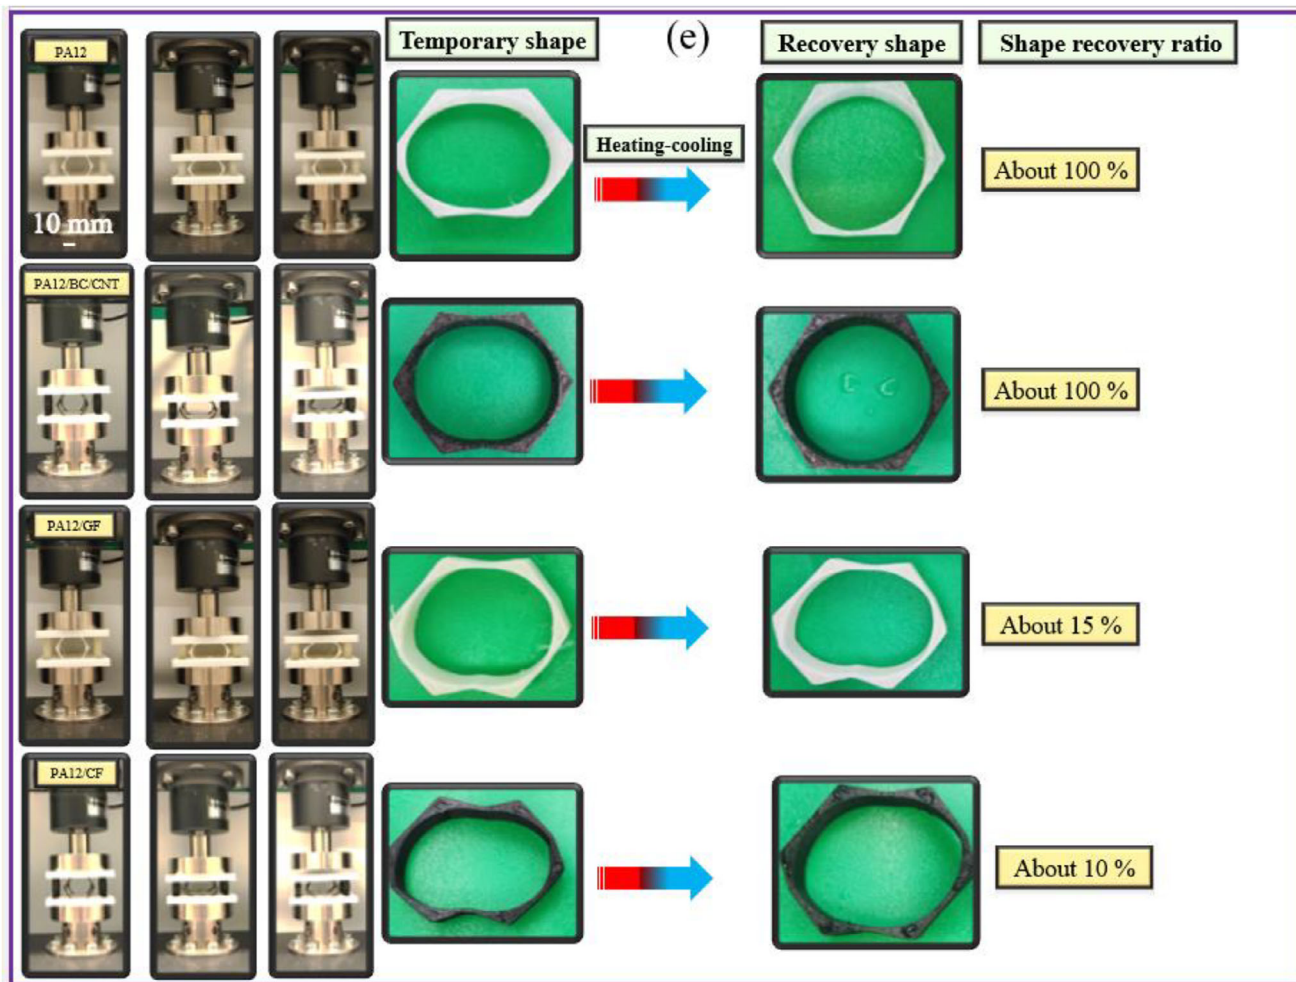 (e)
Temporary shape
Recovery shape
Shape recovery ratio
PA12
10 mm
Heating-cooling
About 100 %
PA12/BC/CNT
About 100 %
PA12/GF
About 15 %
PA12/CF
About 10 %